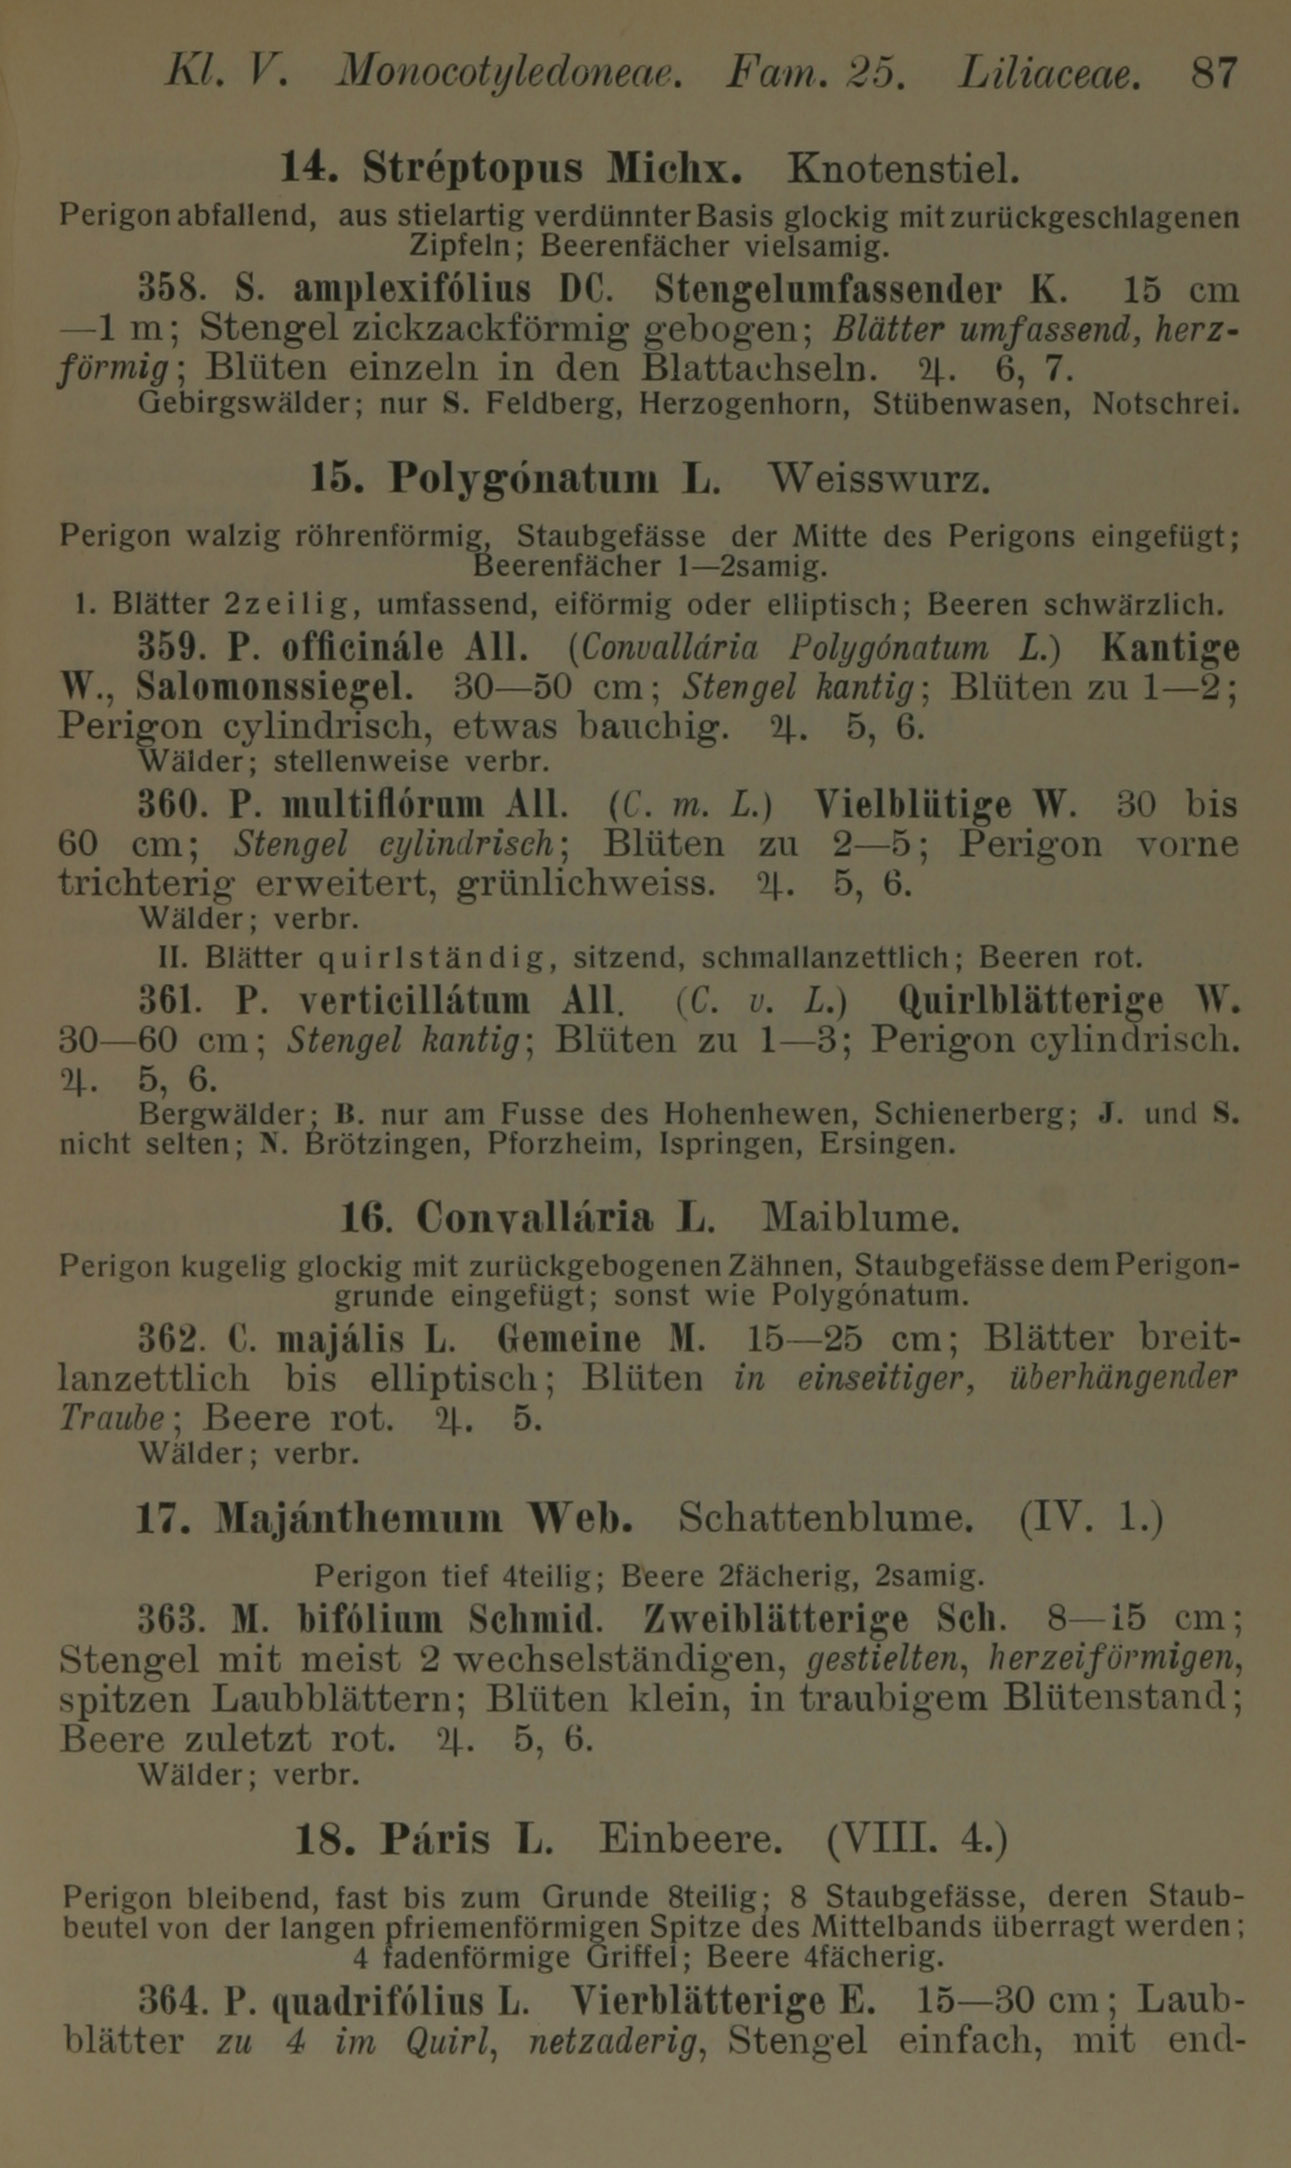 Kl. V. Monocotyledoneae. Fam. 25. Liliaceae. 87
14. Stréptopus Michx. Knotenstiel.
Perigon abfallend, aus stielartig verdünnter Basis glockig mit zurückgeschlagenen
Zipfeln; Beerenfächer vielsamig.
358. S. amplexifólius DC. Stengelumfassender K. 15 cm
—1 m; Stengel zickzackförmig gebogen; Blätter umfassend, herz-
förmig; Blüten einzeln in den Blattachseln. ♃. 6, 7.
Gebirgswälder; nur S. Feldberg, Herzogenhorn, Stübenwasen, Notschrei.
15. Polygónatum L. Weisswurz.
Perigon walzig röhrenförmig, Staubgefässe der Mitte des Perigons eingefügt;
Beerenfächer 1—2samig.
1. Blätter 2zeilig, umfassend, eiförmig oder elliptisch; Beeren schwärzlich.
359. P. officinále All. (Convallária Polygónatum L.) Kantige
W., Salomonssiegel. 30—50 cm; Stengel kantig; Blüten zu 1—2;
Perigon cylindrisch, etwas bauchig. ♃. 5, 6.
Wälder; stellenweise verbr.
360. P. multiflórum All. (C. m. L.) Vielblütige W. 30 bis
60 cm; Stengel cylindrisch; Blüten zu 2—5; Perigon vorne
trichterig erweitert, grünlichweiss. ♃. 5, 6.
Wälder; verbr.
II. Blätter quirlständig, sitzend, schmallanzettlich; Beeren rot.
361. P. verticillátum All. (C. v. L.) Quirlblätterige W.
30—60 cm; Stengel kantig; Blüten zu 1—3; Perigon cylindrisch.
♃. 5, 6.
Bergwälder; B. nur am Fusse des Hohenhewen, Schienerberg; J. und S.
nicht selten; N. Brötzingen, Pforzheim, Ispringen, Ersingen.
16. Convallária L. Maiblume.
Perigon kugelig glockig mit zurückgebogenen Zähnen, Staubgefässe dem Perigon-
grunde eingefügt; sonst wie Polygónatum.
362. C. majális L. Gemeine M. 15—25 cm; Blätter breit-
lanzettlich bis elliptisch; Blüten in einseitiger, überhängender
Traube; Beere rot. ♃. 5.
Wälder; verbr.
17. Majánthemum Web. Schattenblume. (IV. 1.)
Perigon tief 4teilig; Beere 2fächerig, 2samig.
363. M. bifólium Schmid. Zweiblätterige Sch. 8—15 cm;
Stengel mit meist 2 wechselständigen, gestielten, herzeiförmigen,
spitzen Laubblättern; Blüten klein, in traubigem Blütenstand;
Beere zuletzt rot. ♃. 5, 6.
Wälder; verbr.
18. Páris L. Einbeere. (VIII. 4.)
Perigon bleibend, fast bis zum Grunde 8teilig; 8 Staubgefässe, deren Staub-
beutel von der langen pfriemenförmigen Spitze des Mittelbands überragt werden;
4 fadenförmige Griffel; Beere 4fächerig.
364. P. quadrifólius L. Vierblätterige E. 15—30 cm; Laub-
blätter zu 4 im Quirl, netzaderig, Stengel einfach, mit end-